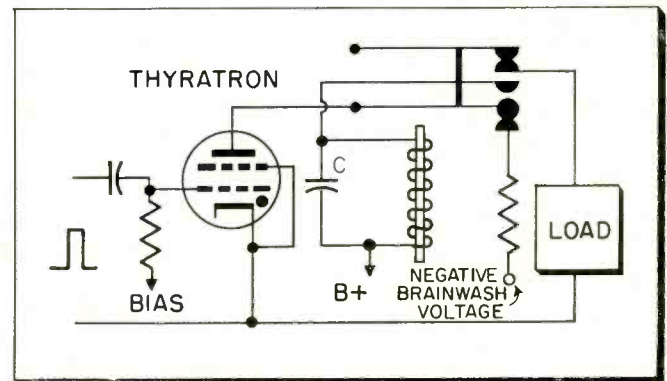 THYRATRON
C
LOAD
BIAS
B+
NEGATIVE
BRAINWASH
VOLTAGE